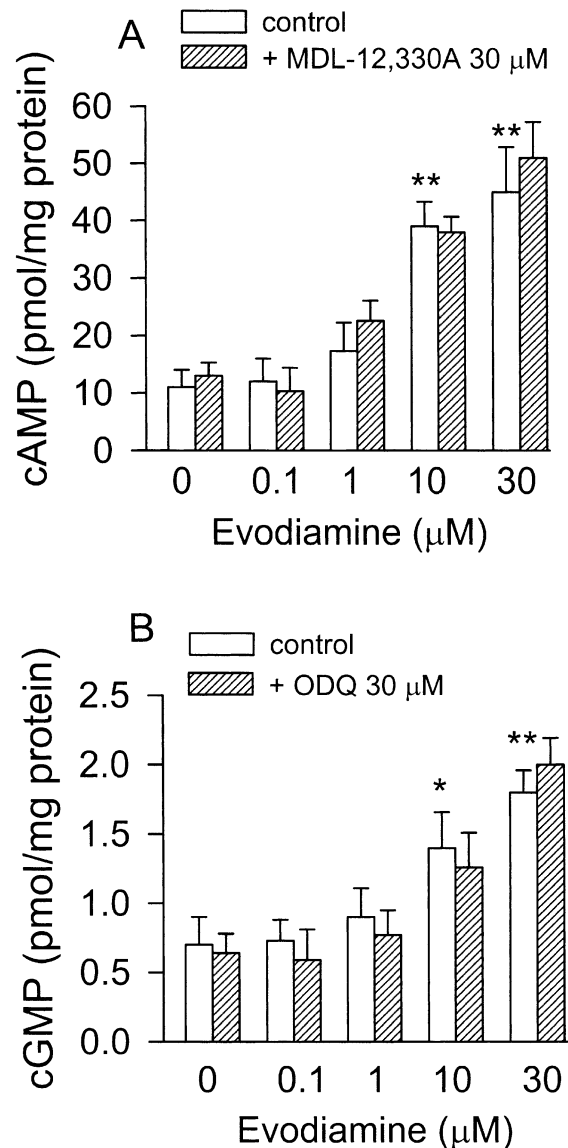 A
control
+ MDL-12,330A 30 μM
cAMP (pmol/mg protein)
60
50
40
30
20
10
0
**
**
0 0.1 1 10 30
Evodiamine (μM)
B
control
+ ODQ 30 μM
cGMP (pmol/mg protein)
2.5
2.0
1.5
1.0
0.5
0.0
*
**
0 0.1 1 10 30
Evodiamine (μM)